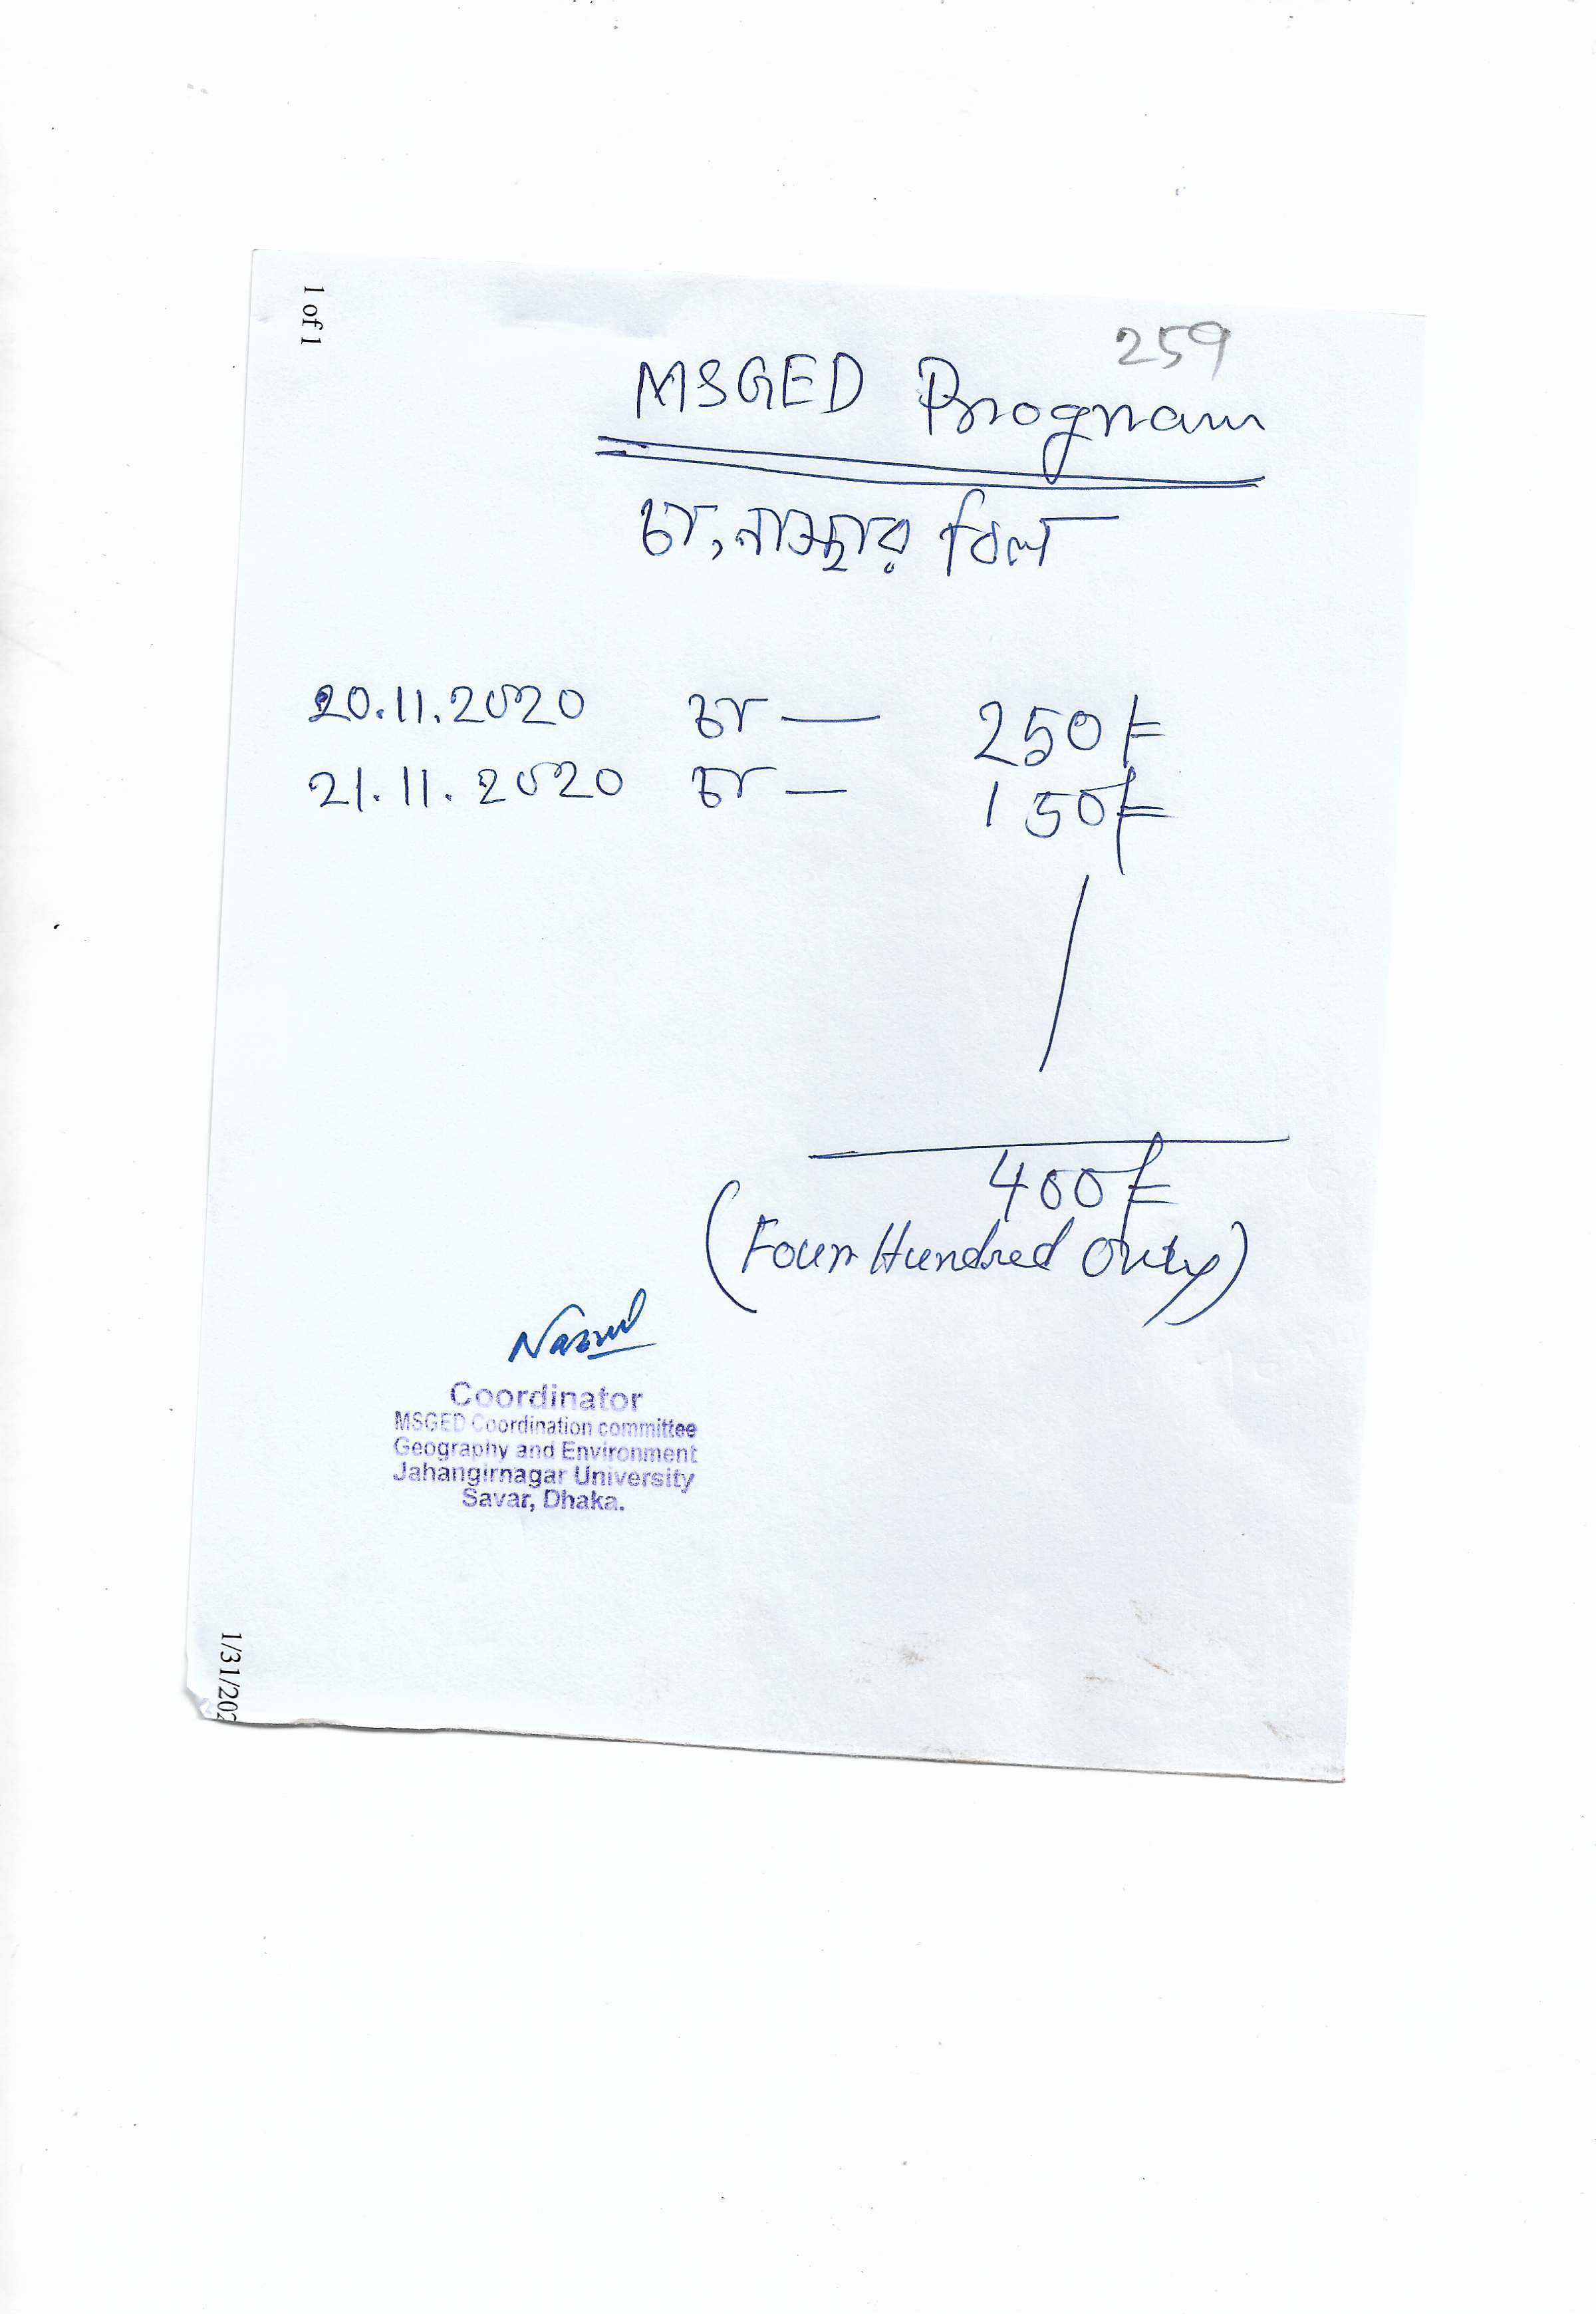 1 of 1
259
MSGED Program
চা, নাস্তার বিল
20.11.2020 চা — 250/=
21.11.2020 চা — 150/=
400/=
(Four Hundred Only)
Coordinator
MSGED Coordination committee
Geography and Environment
Jahangirnagar University
Savar, Dhaka.
1/31/202